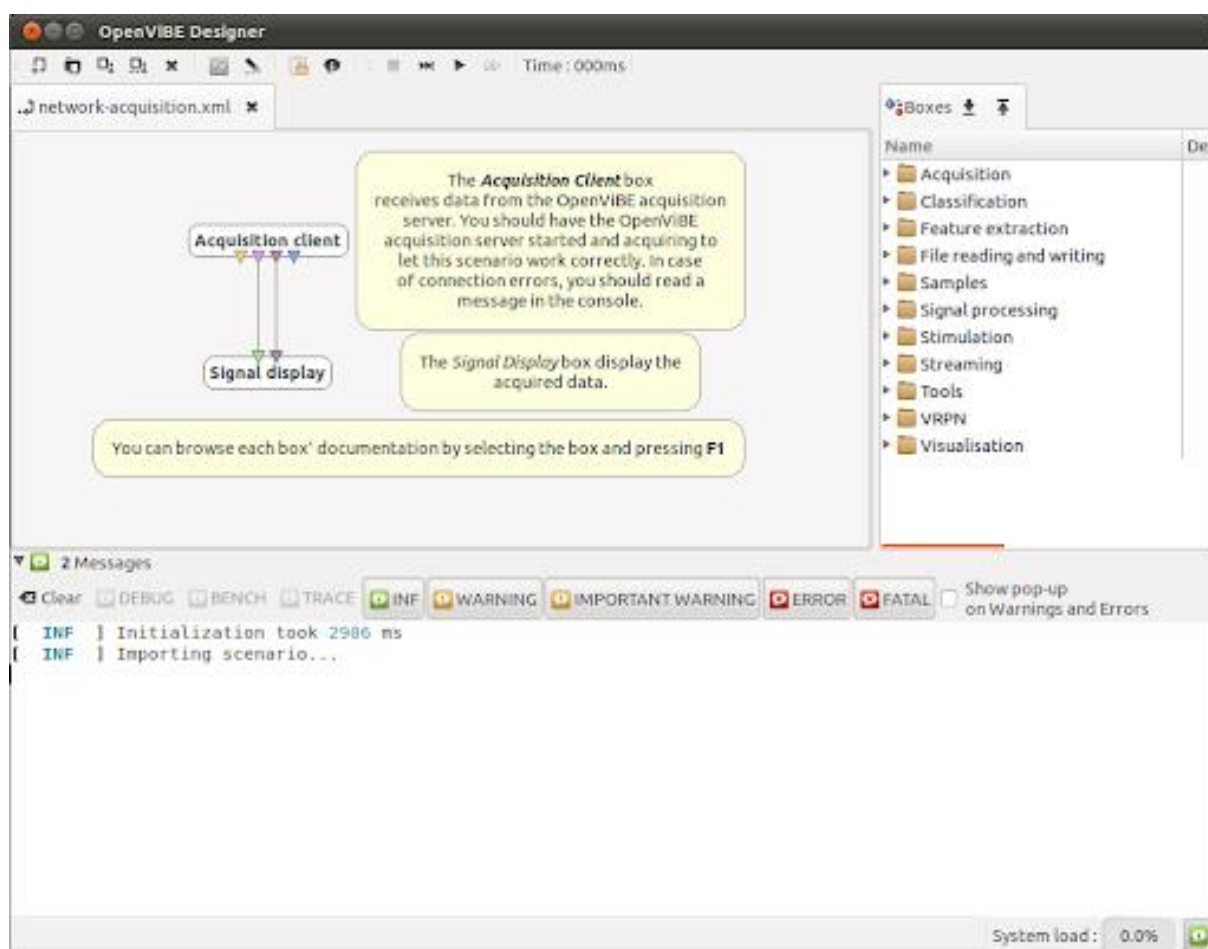 OpenViBE Designer
Time : 000ms
network-acquisition.xml
Boxes
Name
De
Acquisition
Classification
Feature extraction
File reading and writing
Samples
Signal processing
Stimulation
Streaming
Tools
VRPN
Visualisation
Acquisition client
Signal display
The Acquisition Client box
receives data from the OpenViBE acquisition
server. You should have the OpenViBE
acquisition server started and acquiring to
let this scenario work correctly. In case
of connection errors, you should read a
message in the console.
The Signal Display box display the
acquired data.
You can browse each box' documentation by selecting the box and pressing F1
2 Messages
Clear DEBUG BENCH TRACE INF WARNING IMPORTANT WARNING ERROR FATAL
Show pop-up
on Warnings and Errors
[ INF ] Initialization took 2986 ms
[ INF ] Importing scenario...
System load : 0.0%